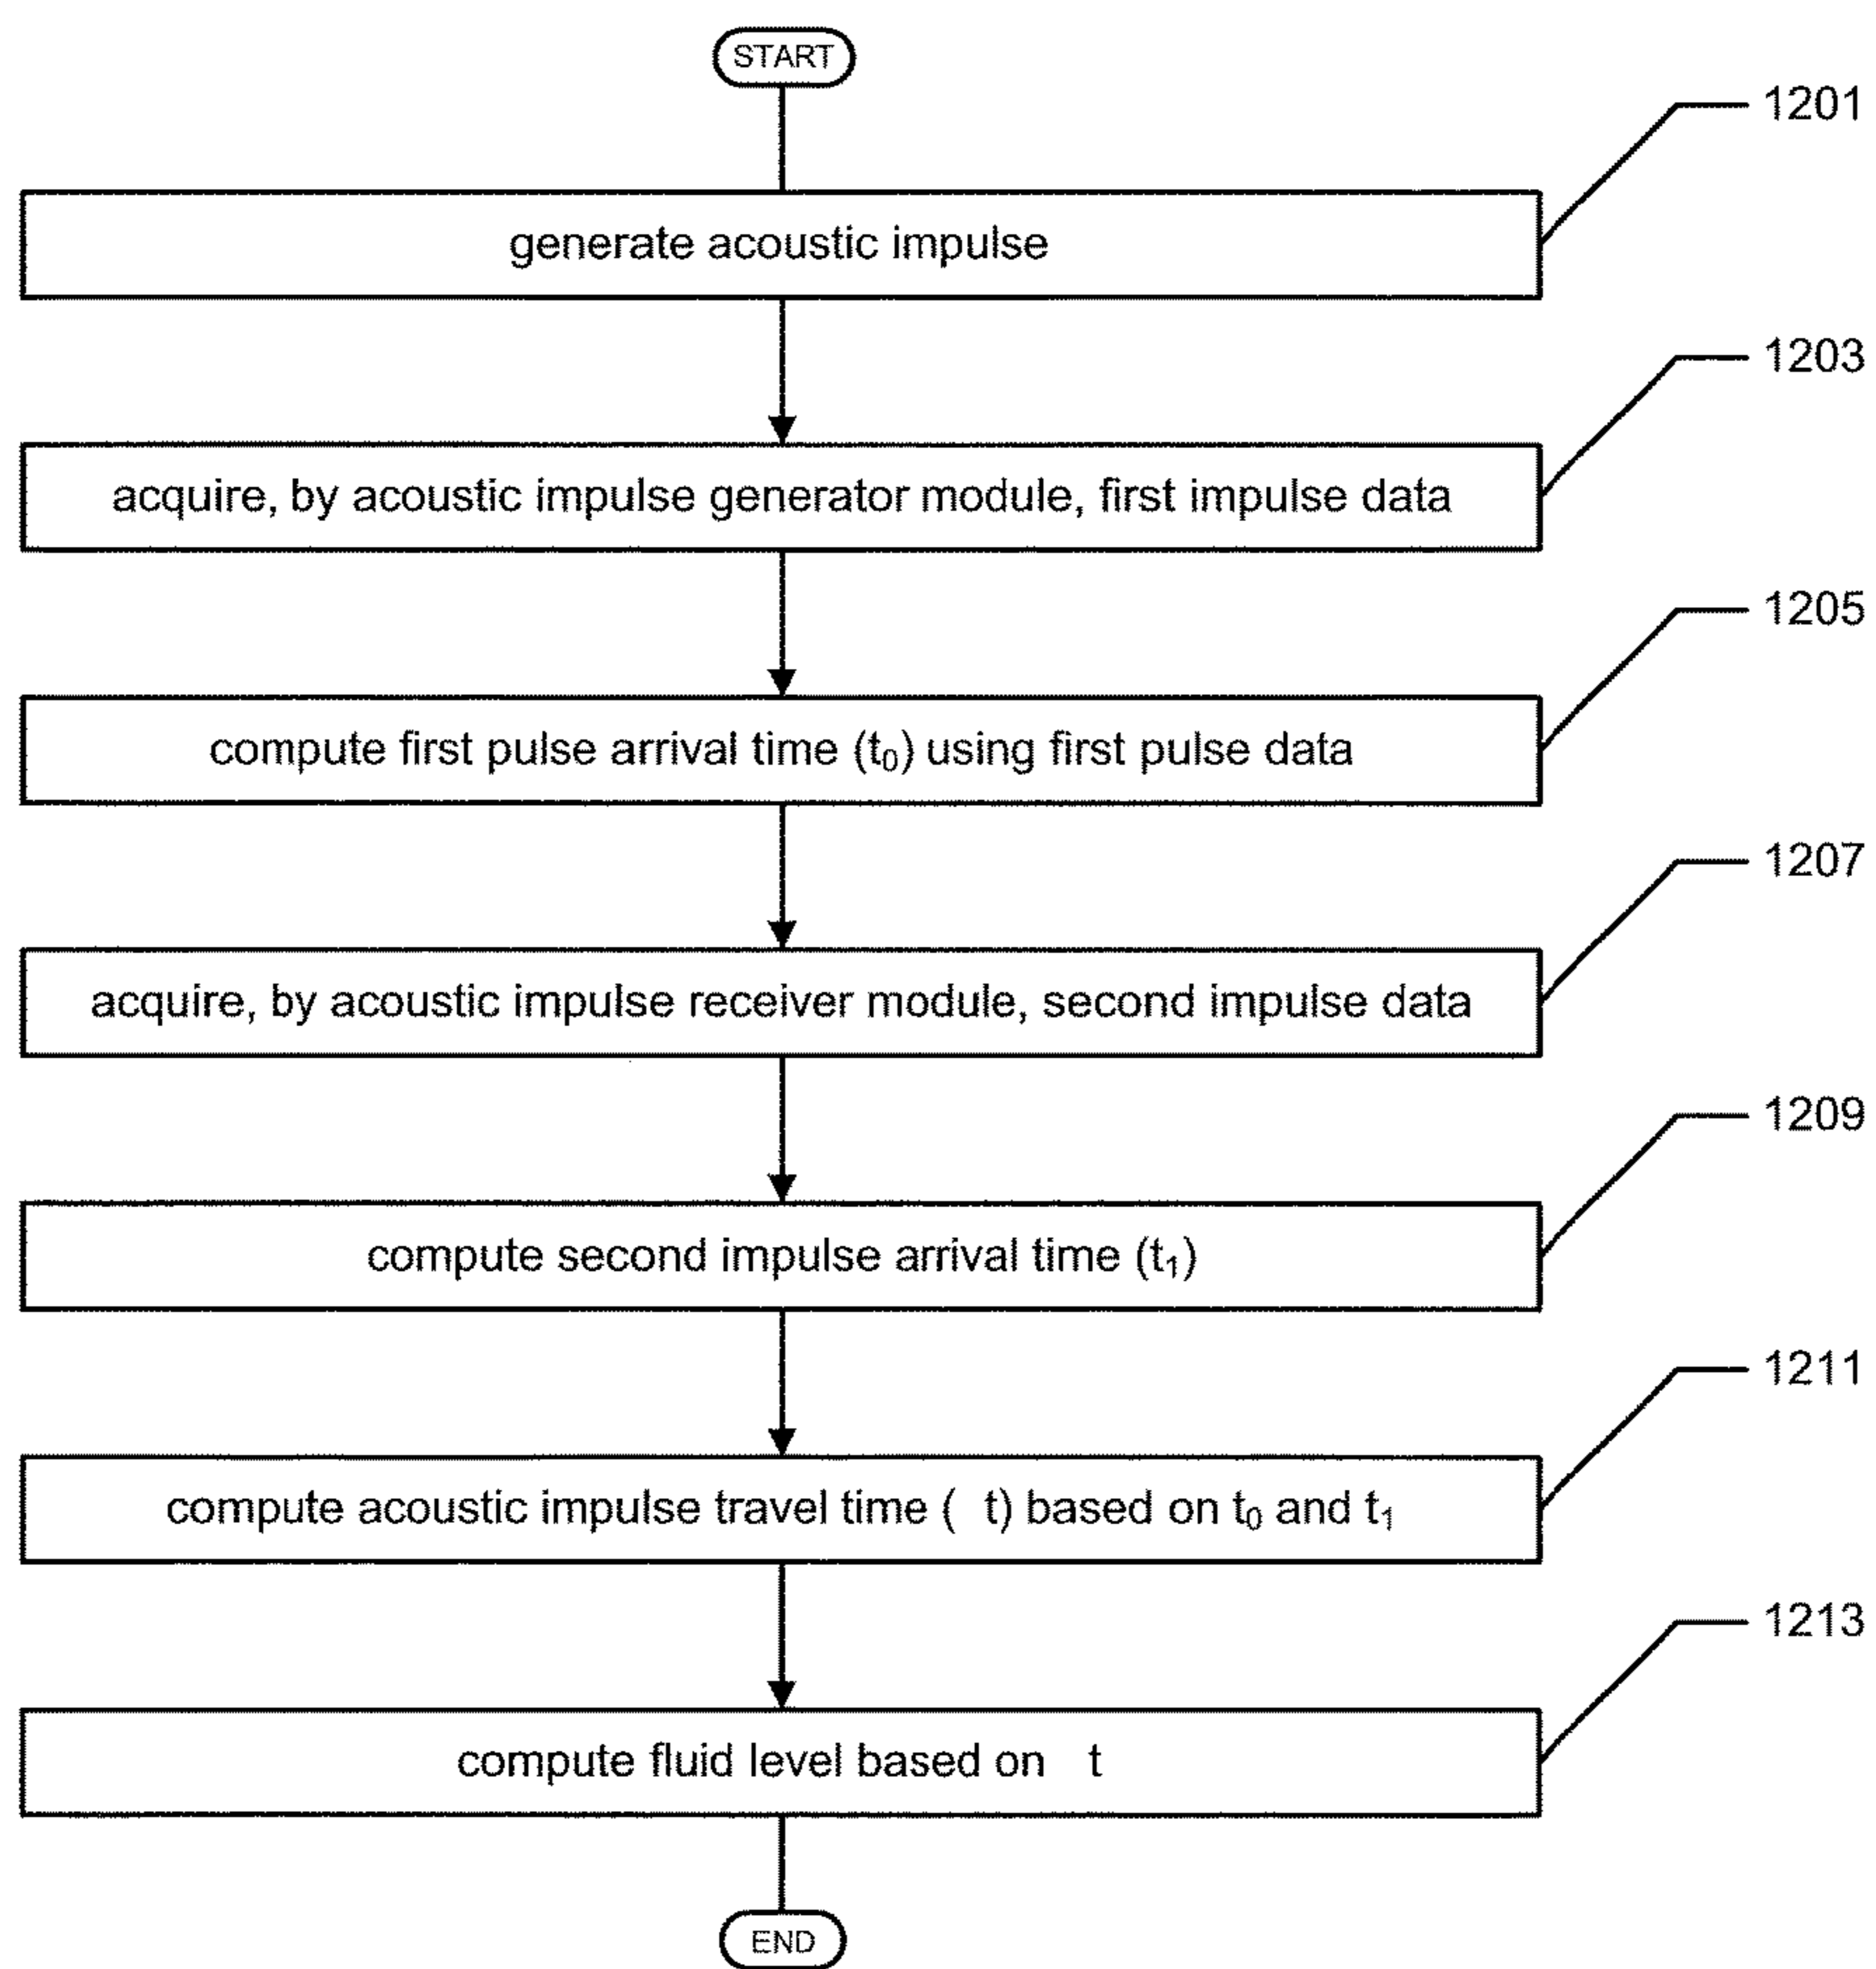 START
1201
generate acoustic impulse
1203
acquire, by acoustic impulse generator module, first impulse data
1205
compute first pulse arrival time (t₀) using first pulse data
1207
acquire, by acoustic impulse receiver module, second impulse data
1209
compute second impulse arrival time (t₁)
1211
compute acoustic impulse travel time ( t) based on t₀ and t₁
1213
compute fluid level based on t
END